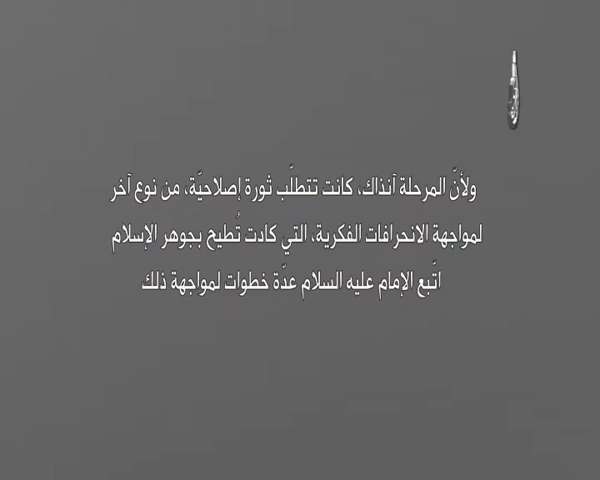 ولأنّ المرحلة آنذاك، كانت تتطلّب ثورة إصلاحيّة، من نوع آخر
لمواجهة الانحرافات الفكرية، التي كادت تُطيح بجوهر الإسلام
اتّبع الإمام عليه السلام عدّة خطوات لمواجهة ذلك